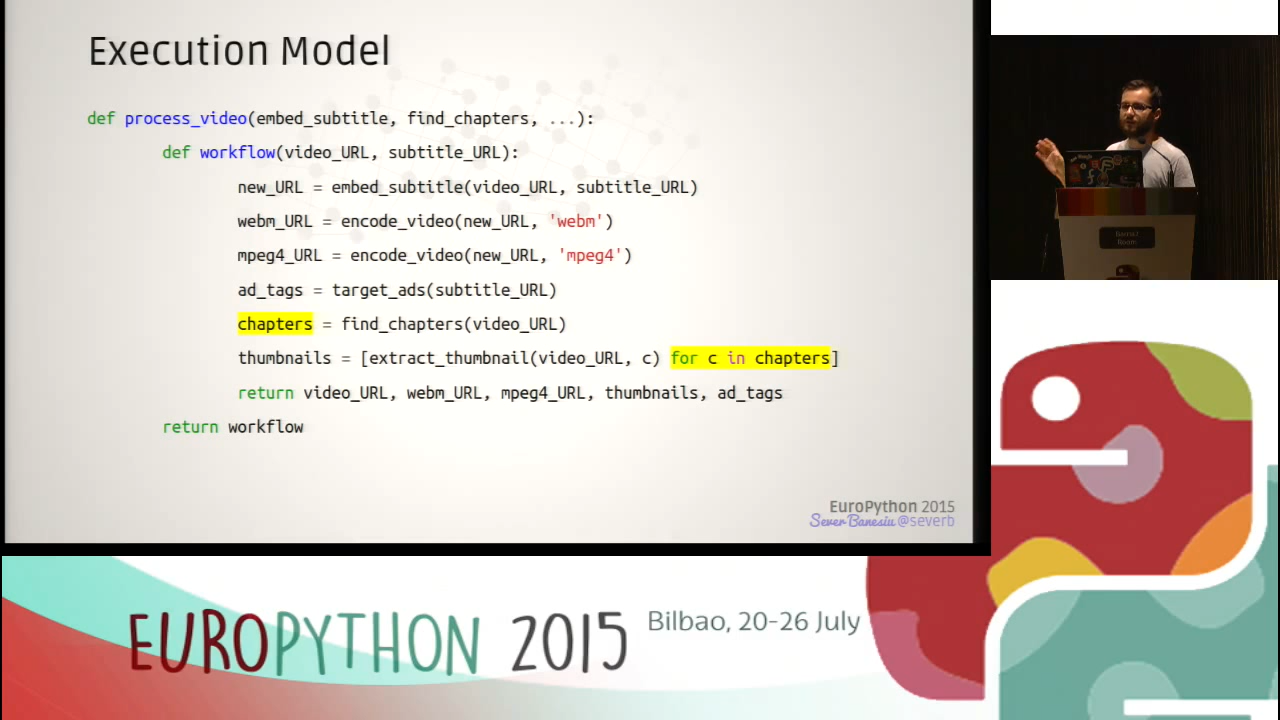 Execution Model
def process_video(embed_subtitle, find_chapters, ...):
def workflow(video_URL, subtitle_URL):
new_URL = embed_subtitle(video_URL, subtitle_URL)
webm_URL = encode_video(new_URL, 'webm')
mpeg4_URL = encode_video(new_URL, 'mpeg4')
ad_tags = target_ads(subtitle_URL)
chapters = find_chapters(video_URL)
thumbnails = [extract_thumbnail(video_URL, c) for c in chapters]
return video_URL, webm_URL, mpeg4_URL, thumbnails, ad_tags
return workflow
EuroPython 2015
Sever Banesiu @severb
Room
EUROPYTHON 2015
Bilbao, 20-26 July